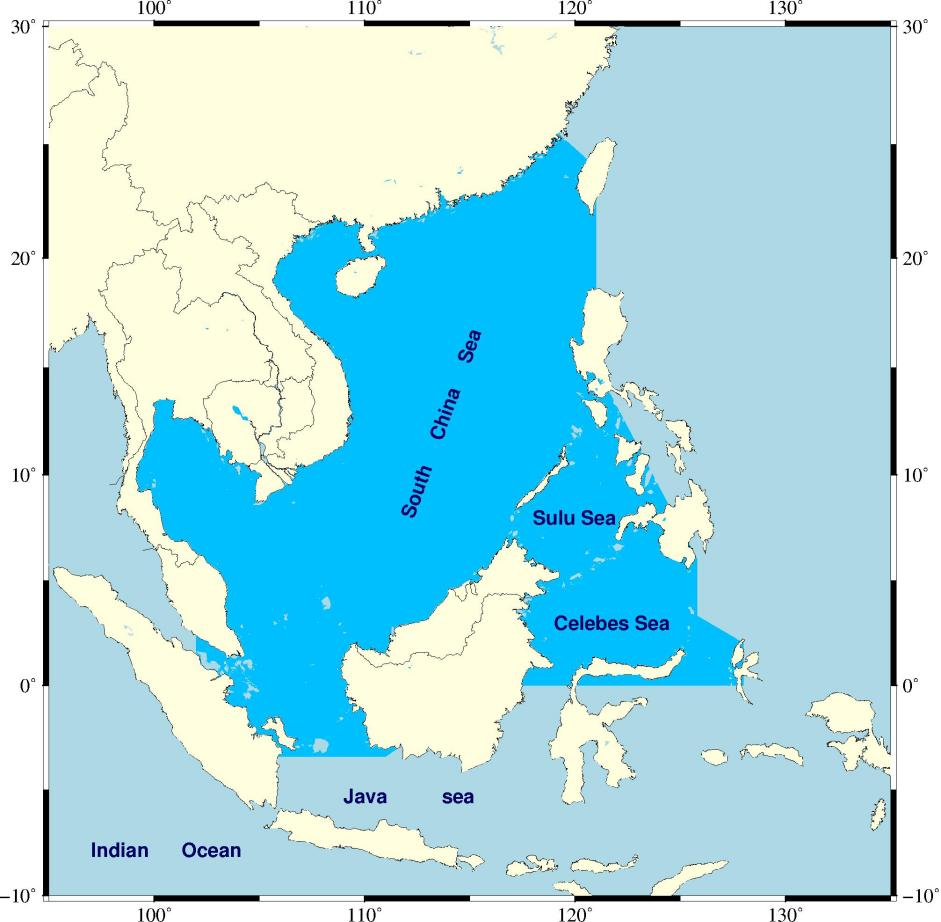 100° 110° 120° 130°
30° 30°
20° 20°
South China Sea
10° 10°
Sulu Sea
Celebes Sea
0° 0°
Java sea
Indian Ocean
−10° −10°
100° 110° 120° 130°